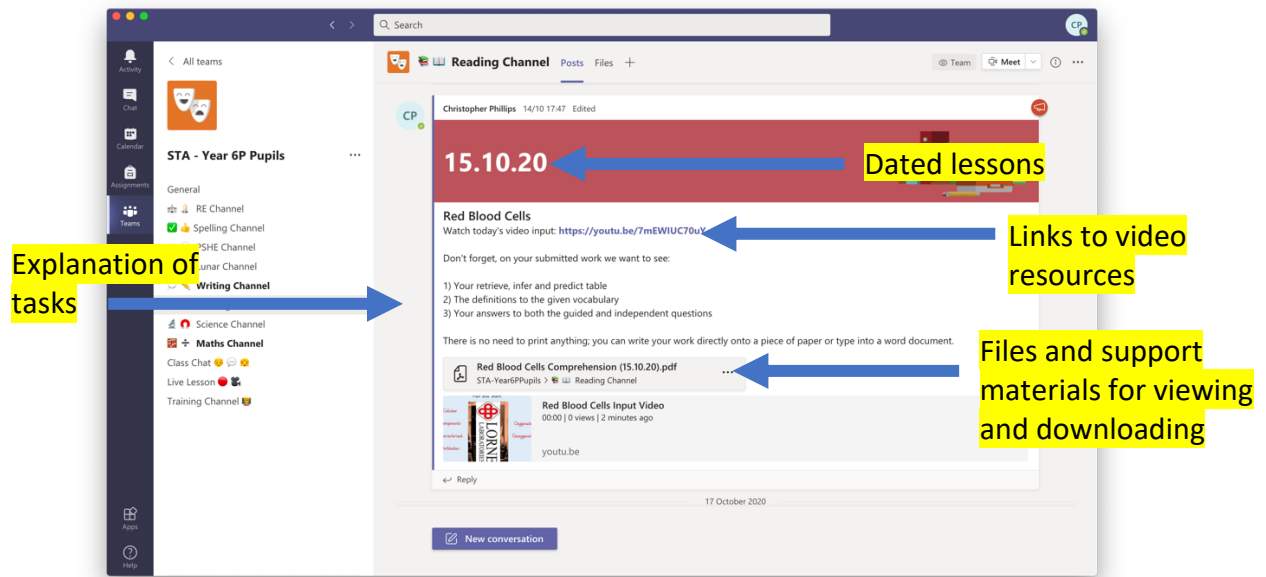 Search
CP
Activity
Chat
Calendar
Assignments
Teams
Apps
Help
All teams
STA - Year 6P Pupils
General
RE Channel
Spelling Channel
PSHE Channel
unar Channel
Writing Channel
Science Channel
Maths Channel
Class Chat
Live Lesson
Training Channel
Reading Channel Posts Files
Team Meet
CP
Christopher Phillips 14/10 17:47 Edited
15.10.20
Red Blood Cells
Watch today's video input: https://youtu.be/7mEWIUC70uY
Don't forget, on your submitted work we want to see:
1) Your retrieve, infer and predict table
2) The definitions to the given vocabulary
3) Your answers to both the guided and independent questions
There is no need to print anything; you can write your work directly onto a piece of paper or type into a word document.
Red Blood Cells Comprehension (15.10.20).pdf
STA-Year6PPupils > Reading Channel
LORNE
LABORATORIES
Red Blood Cells Input Video
00:00 | 0 views | 2 minutes ago
youtu.be
Reply
17 October 2020
New conversation
Explanation of
tasks
Dated lessons
Links to video
resources
Files and support
materials for viewing
and downloading